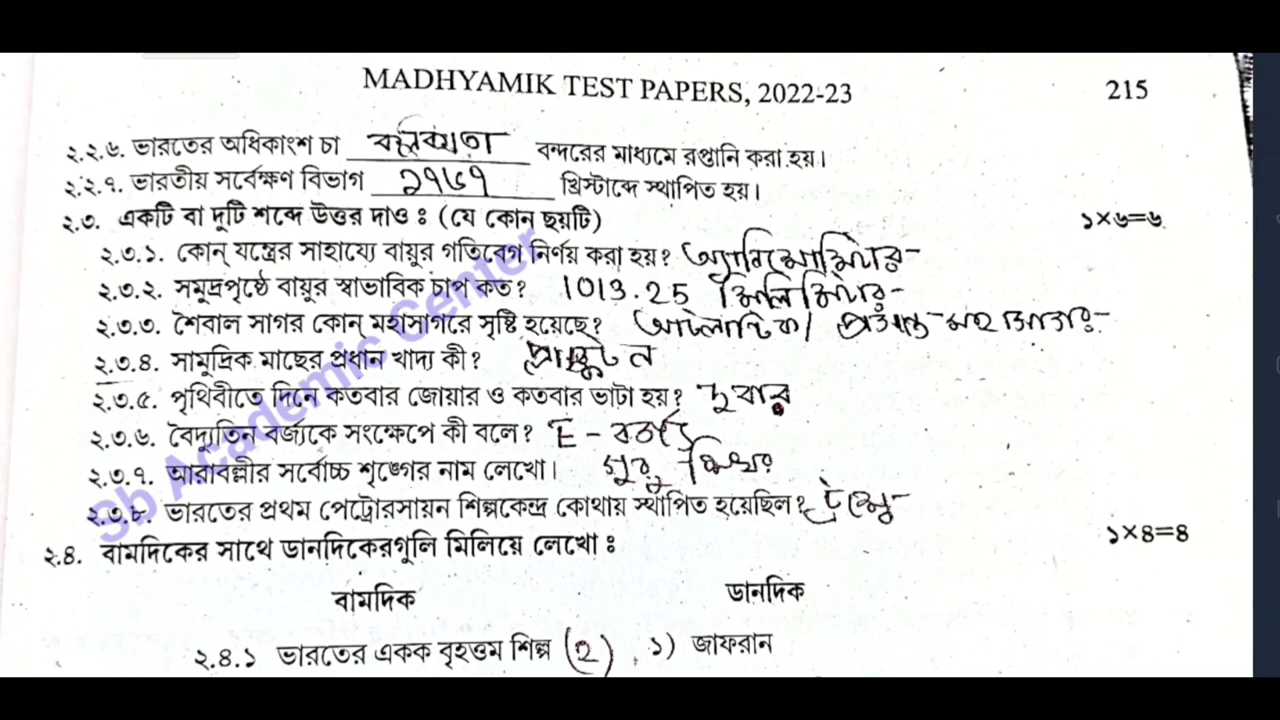 MADHYAMIK TEST PAPERS, 2022-23 215
২.২.৬. ভারতের অধিকাংশ চা কলকাতা বন্দরের মাধ্যমে রপ্তানি করা হয়।
২.২.৭. ভারতীয় সর্বেক্ষণ বিভাগ ১৭৬৭ খ্রিস্টাব্দে স্থাপিত হয়।
২.৩. একটি বা দুটি শব্দে উত্তর দাও ঃ (যে কোন ছয়টি) ১×৬=৬
২.৩.১. কোন্ যন্ত্রের সাহায্যে বায়ুর গতিবেগ নির্ণয় করা হয়? অ্যানিমোমিটার
২.৩.২. সমুদ্রপৃষ্ঠে বায়ুর স্বাভাবিক চাপ কত? 1013.25 মিলিমিটার
২.৩.৩. শৈবাল সাগর কোন্ মহাসাগরে সৃষ্টি হয়েছে? আটলান্টিক/ প্রশান্ত মহাসাগর
২.৩.৪. সামুদ্রিক মাছের প্রধান খাদ্য কী? প্লাঙ্কটন
২.৩.৫. পৃথিবীতে দিনে কতবার জোয়ার ও কতবার ভাটা হয়? দুবার
২.৩.৬. বৈদ্যুতিন বর্জ্যকে সংক্ষেপে কী বলে? E - বর্জ্য
২.৩.৭. আরাবল্লীর সর্বোচ্চ শৃঙ্গের নাম লেখো। গুরু শিখর
২.৩.৮. ভারতের প্রথম পেট্রোরসায়ন শিল্পকেন্দ্র কোথায় স্থাপিত হয়েছিল? ট্রম্বে
২.৪. বামদিকের সাথে ডানদিকেরগুলি মিলিয়ে লেখো ঃ ১×৪=৪
বামদিক ডানদিক
২.৪.১ ভারতের একক বৃহত্তম শিল্প (2) ১) জাফরান
3b Academic Center